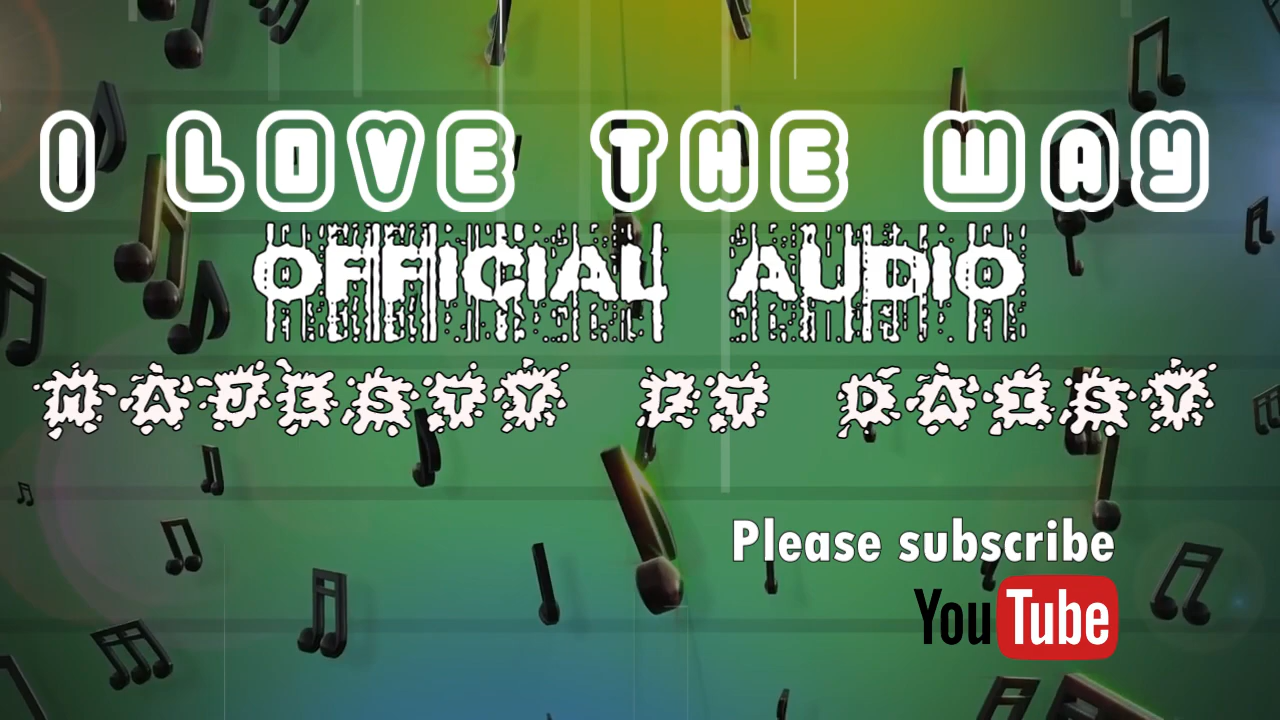 I LOVE THE WAY
OFFICIAL AUDIO
MAJESTY FT DAISY
Please subscribe
YouTube